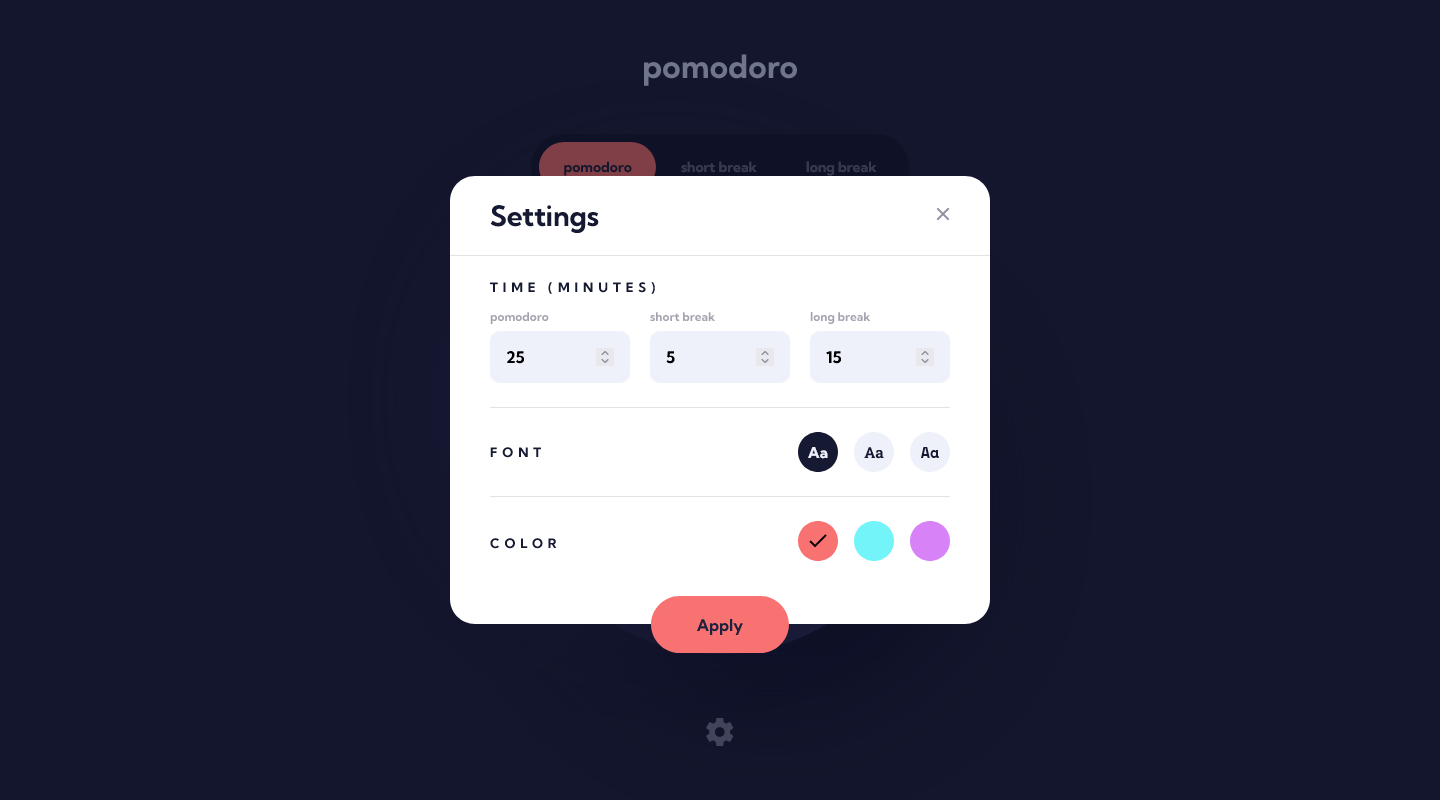 pomodoro
pomodoro short break long break
Settings
TIME (MINUTES)
pomodoro short break long break
25 5 15
FONT Aa Aa Aa
COLOR
Apply